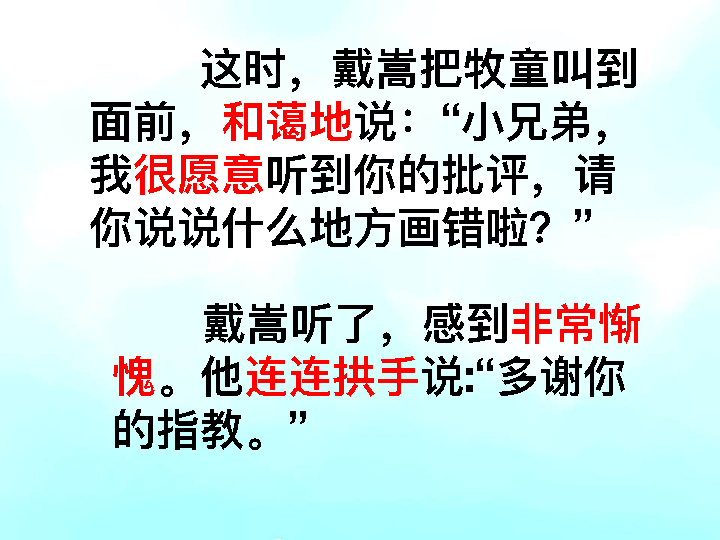 这时，戴嵩把牧童叫到
面前，和蔼地说：“小兄弟，
我很愿意听到你的批评，请
你说说什么地方画错啦？”
戴嵩听了，感到非常惭
愧。他连连拱手说:“多谢你
的指教。”